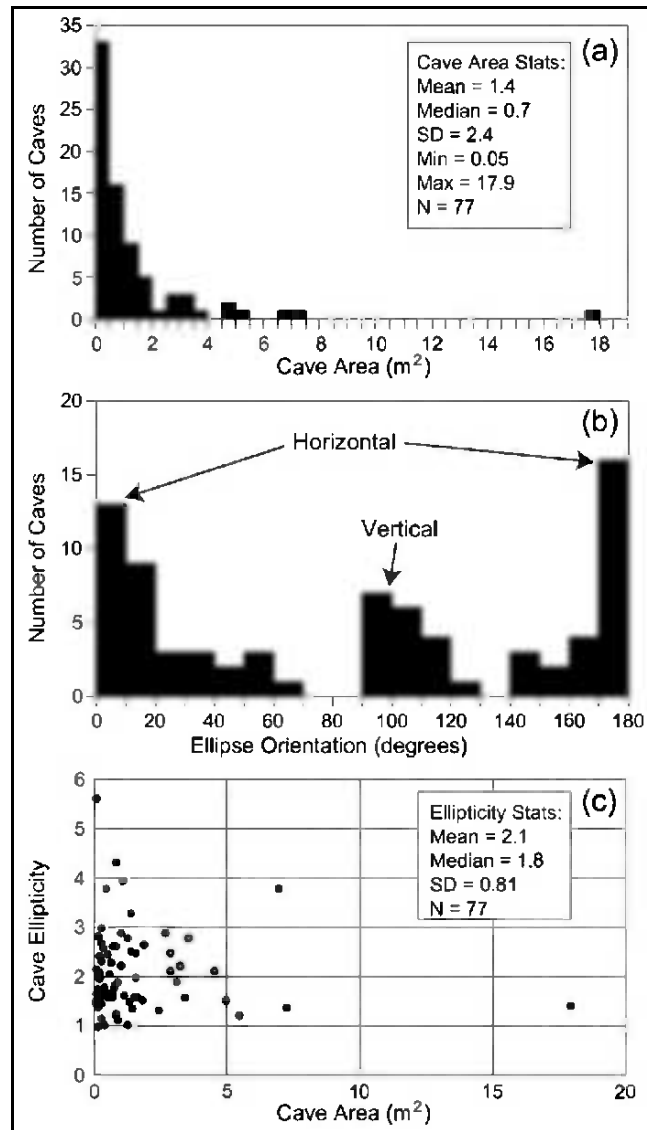 (a)
35
30
25
20
15
10
5
0
Number of Caves
Cave Area Stats:
Mean = 1.4
Median = 0.7
SD = 2.4
Min = 0.05
Max = 17.9
N = 77
0 2 4 6 8 10 12 14 16 18
Cave Area (m²)
(b)
20
15
10
5
0
Number of Caves
Horizontal
Vertical
0 20 40 60 80 100 120 140 160 180
Ellipse Orientation (degrees)
(c)
6
5
4
3
2
1
0
Cave Ellipticity
Ellipticity Stats:
Mean = 2.1
Median = 1.8
SD = 0.81
N = 77
0 5 10 15 20
Cave Area (m²)